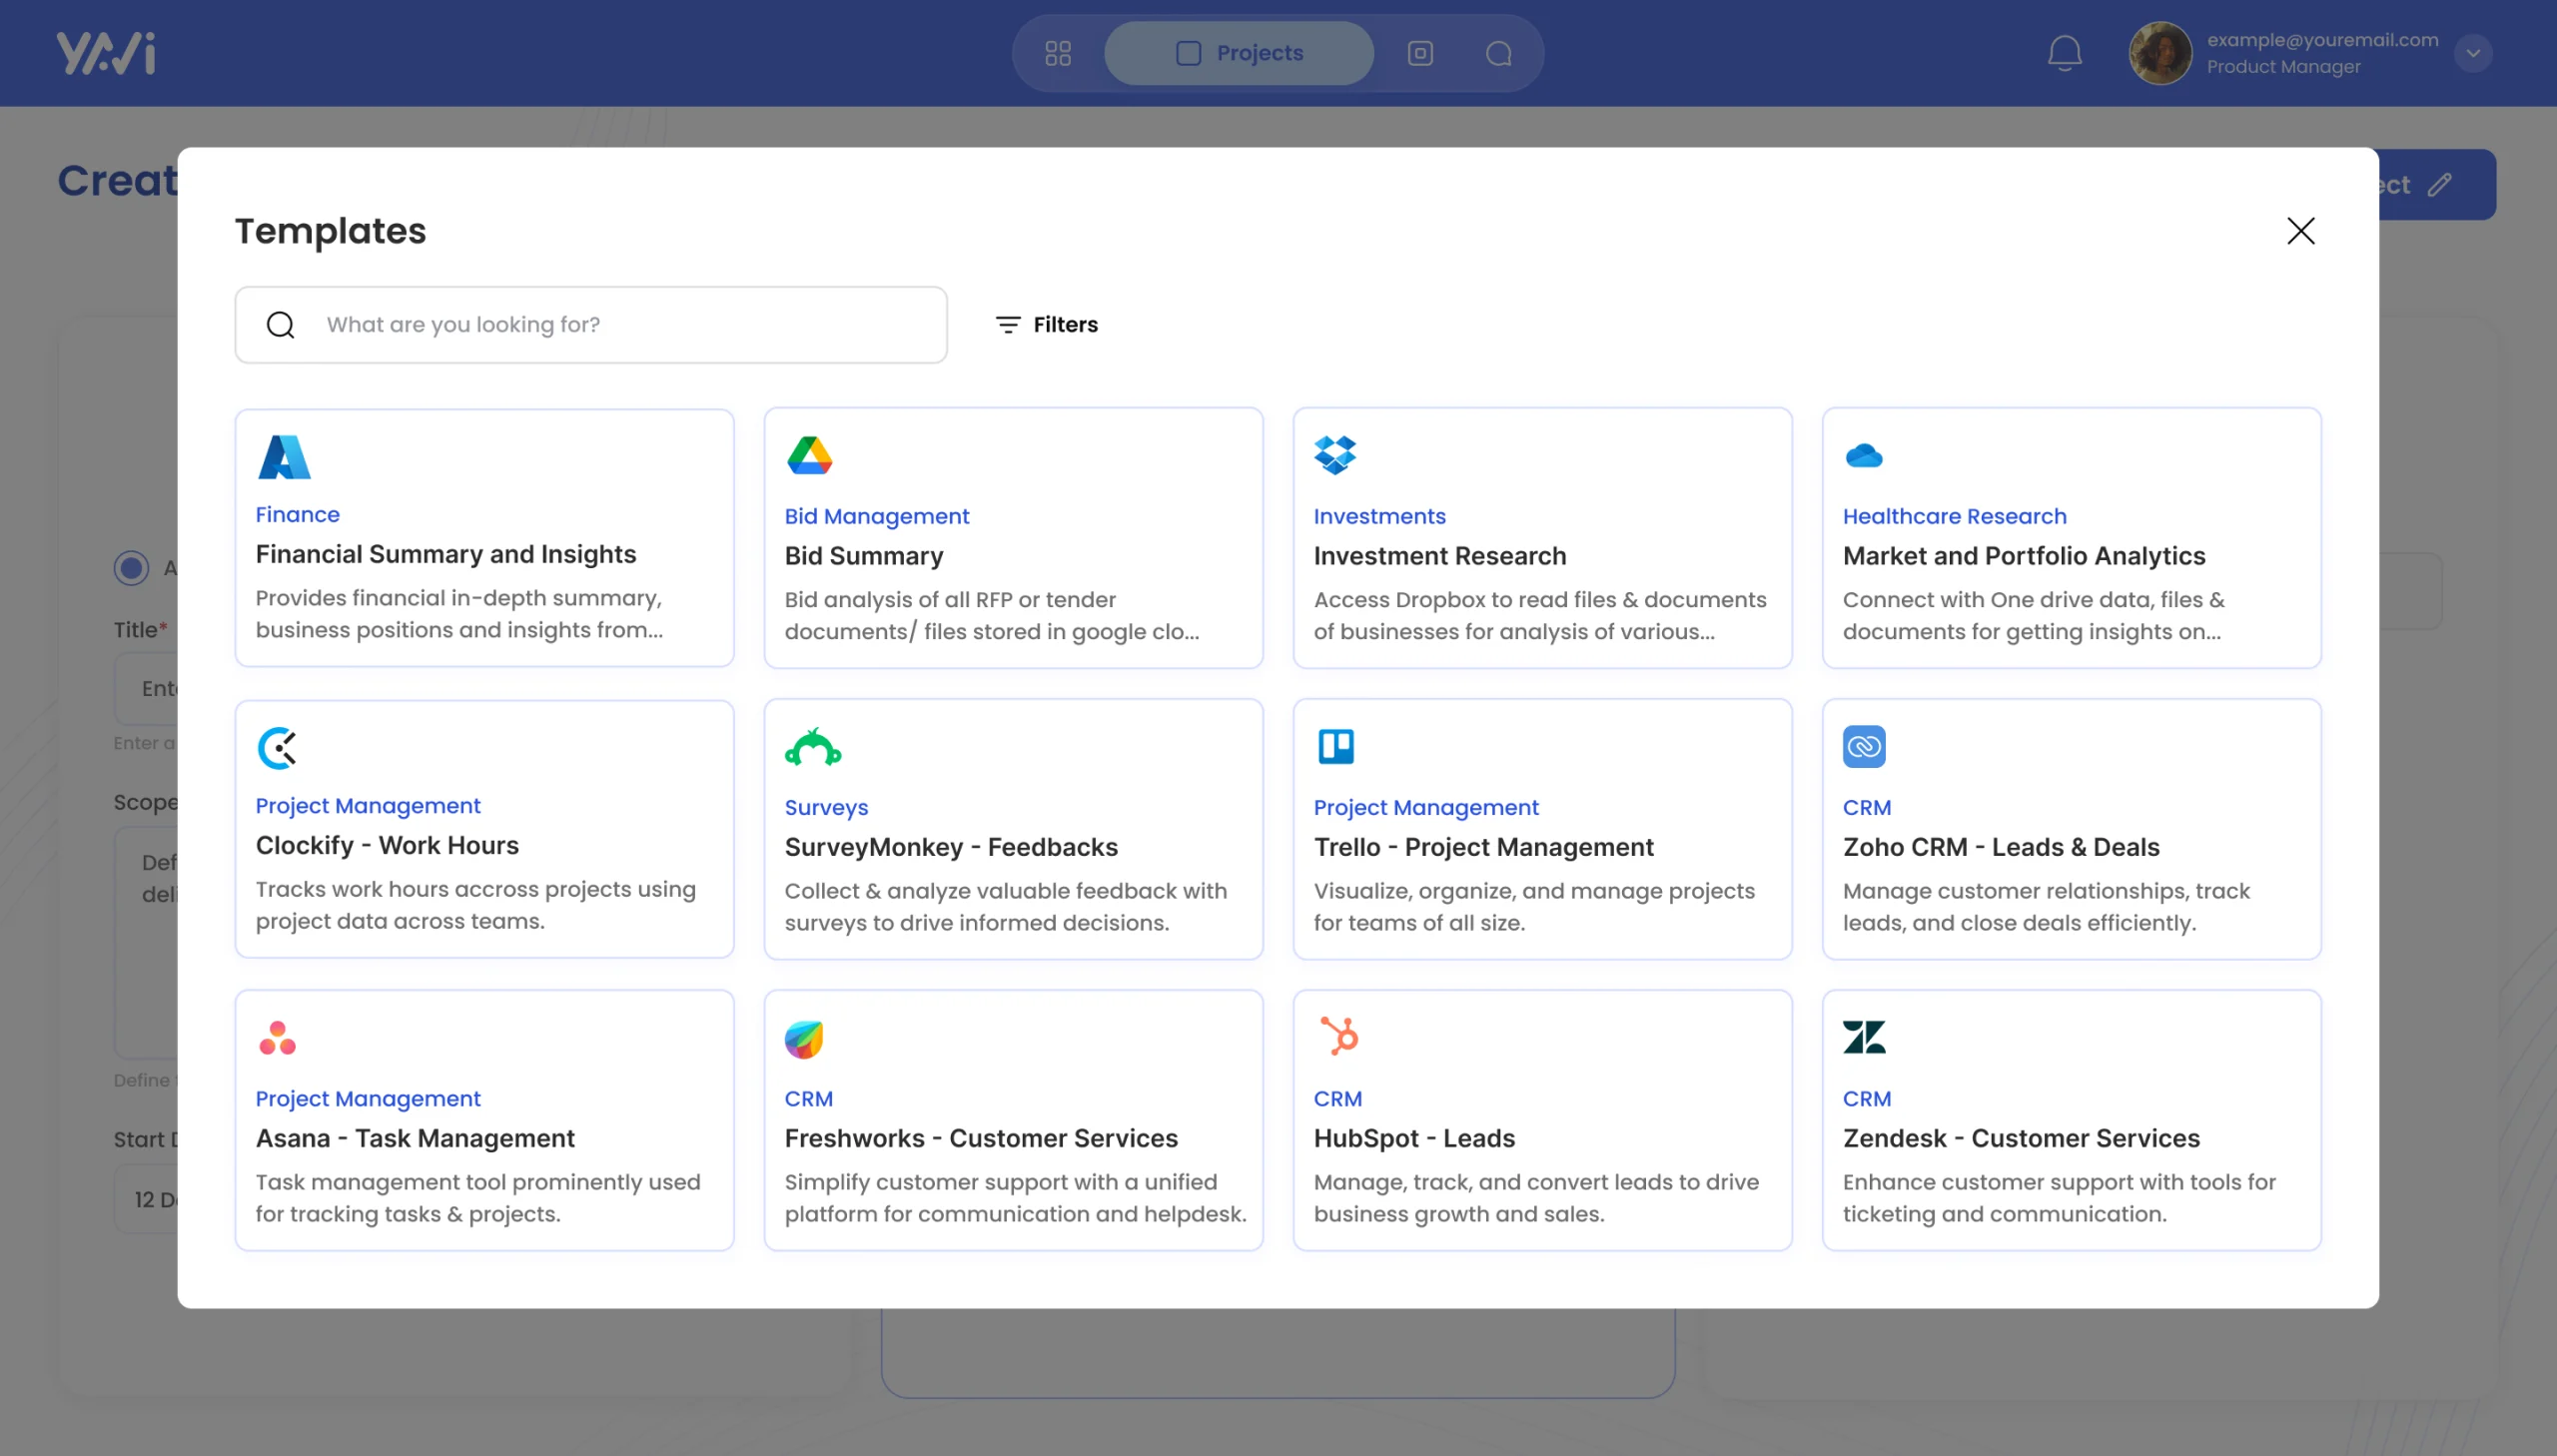 YAVi
Projects
example@youremail.com
Product Manager
Creat
ect
Templates
What are you looking for?
Filters
Finance
Financial Summary and Insights
Provides financial in-depth summary,
business positions and insights from...
Bid Management
Bid Summary
Bid analysis of all RFP or tender
documents/ files stored in google clo...
Investments
Investment Research
Access Dropbox to read files & documents
of businesses for analysis of various...
Healthcare Research
Market and Portfolio Analytics
Connect with One drive data, files &
documents for getting insights on...
A
Title*
Ente
Enter a
Scope
Def
deli
Define t
Start D
12 De
Project Management
Clockify - Work Hours
Tracks work hours accross projects using
project data across teams.
Surveys
SurveyMonkey - Feedbacks
Collect & analyze valuable feedback with
surveys to drive informed decisions.
Project Management
Trello - Project Management
Visualize, organize, and manage projects
for teams of all size.
CRM
Zoho CRM - Leads & Deals
Manage customer relationships, track
leads, and close deals efficiently.
Project Management
Asana - Task Management
Task management tool prominently used
for tracking tasks & projects.
CRM
Freshworks - Customer Services
Simplify customer support with a unified
platform for communication and helpdesk.
CRM
HubSpot - Leads
Manage, track, and convert leads to drive
business growth and sales.
CRM
Zendesk - Customer Services
Enhance customer support with tools for
ticketing and communication.